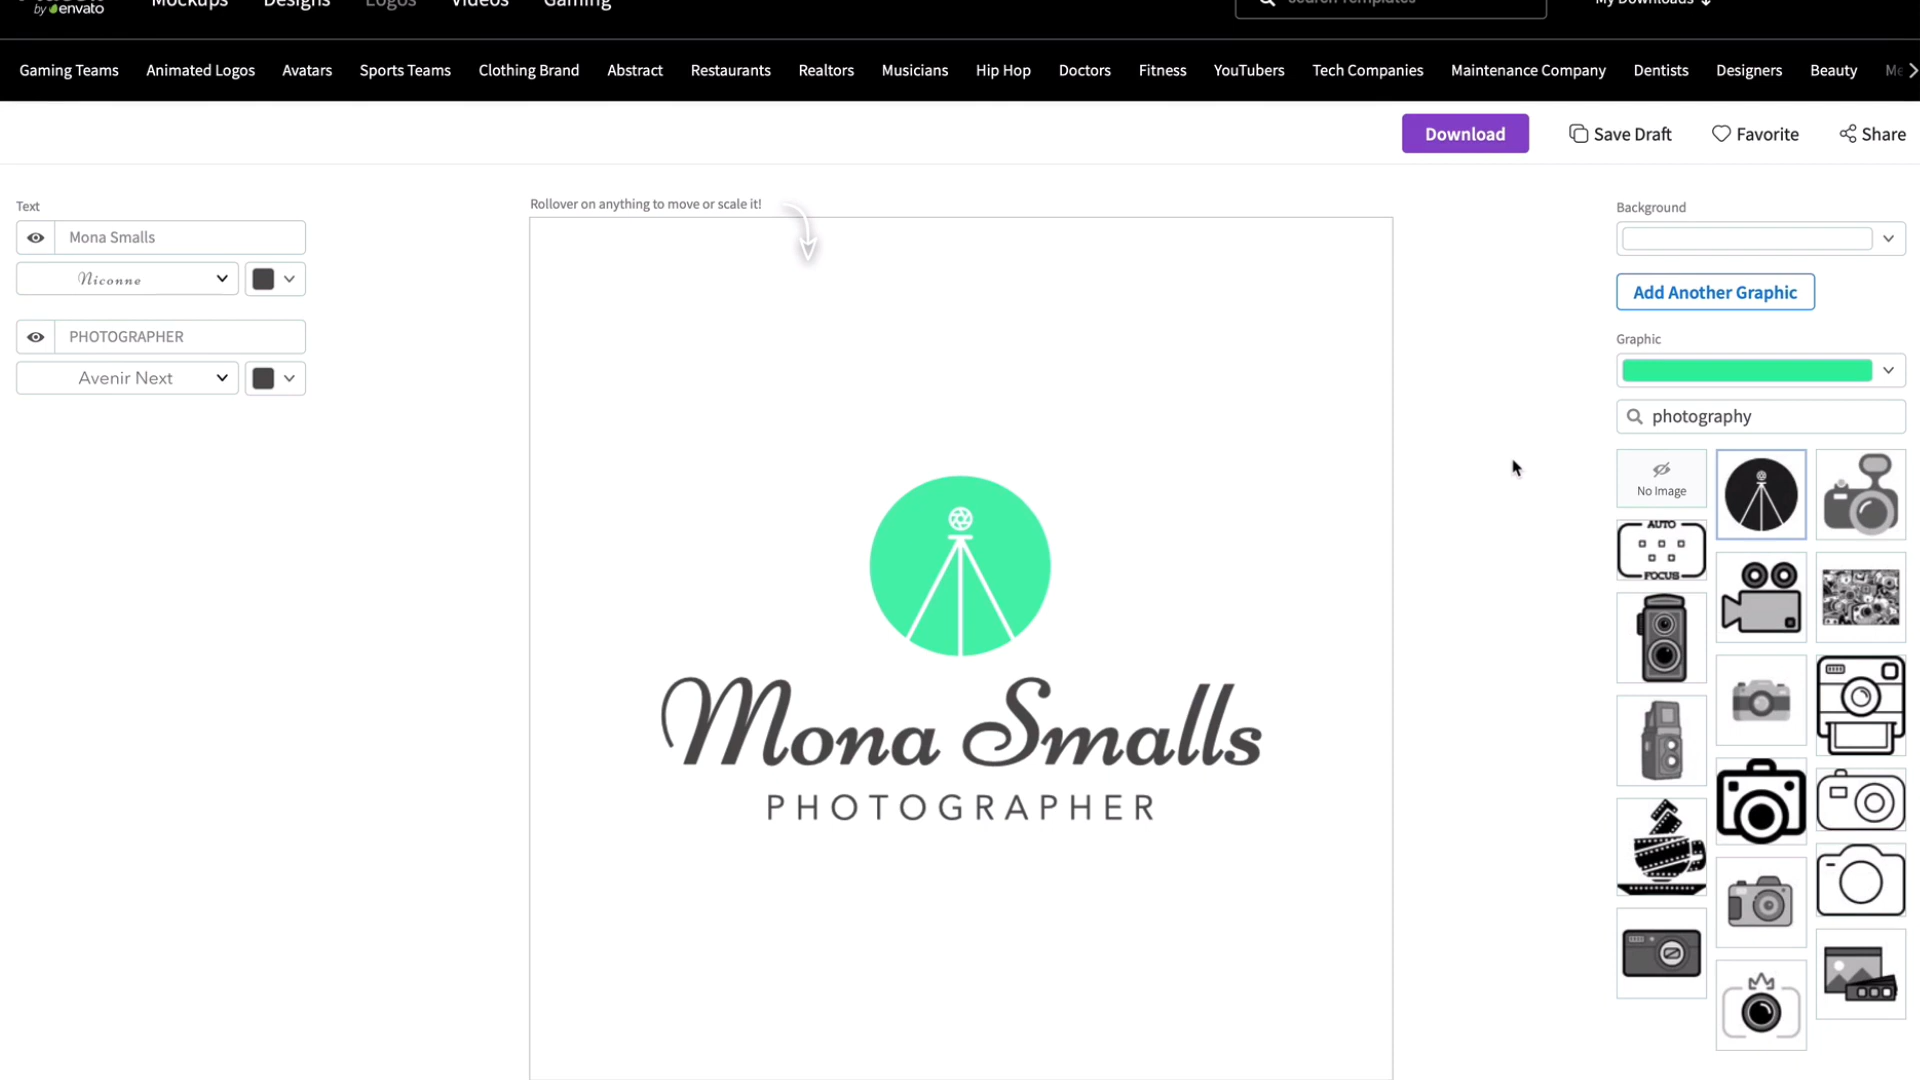 by envato
Mockups Designs Logos Videos Gaming
Search Templates
My Downloads
Gaming Teams Animated Logos Avatars Sports Teams Clothing Brand Abstract Restaurants Realtors Musicians Hip Hop Doctors Fitness YouTubers Tech Companies Maintenance Company Dentists Designers Beauty
Download Save Draft Favorite Share
Text
Mona Smalls
Niconne
PHOTOGRAPHER
Avenir Next
Rollover on anything to move or scale it!
Mona Smalls
PHOTOGRAPHER
Background
Add Another Graphic
Graphic
photography
No Image
AUTO
FOCUS